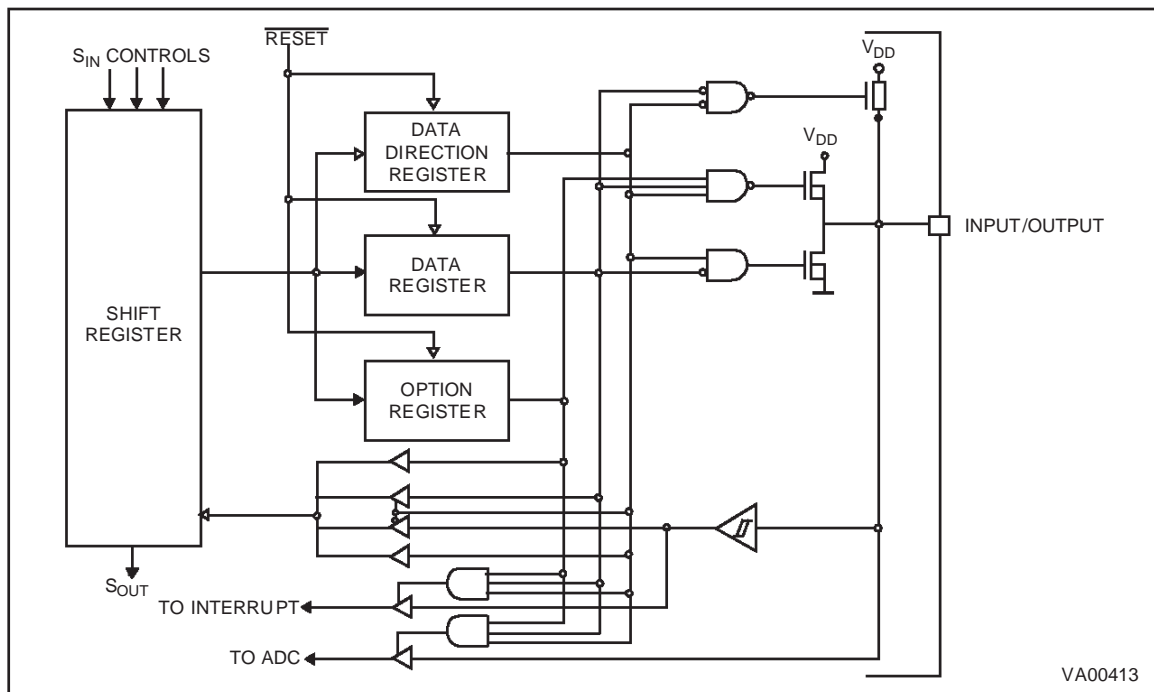 RESET
S_IN CONTROLS
V_DD
DATA
DIRECTION
REGISTER
V_DD
INPUT/OUTPUT
DATA
REGISTER
SHIFT
REGISTER
OPTION
REGISTER
S_OUT
TO INTERRUPT
TO ADC
VA00413